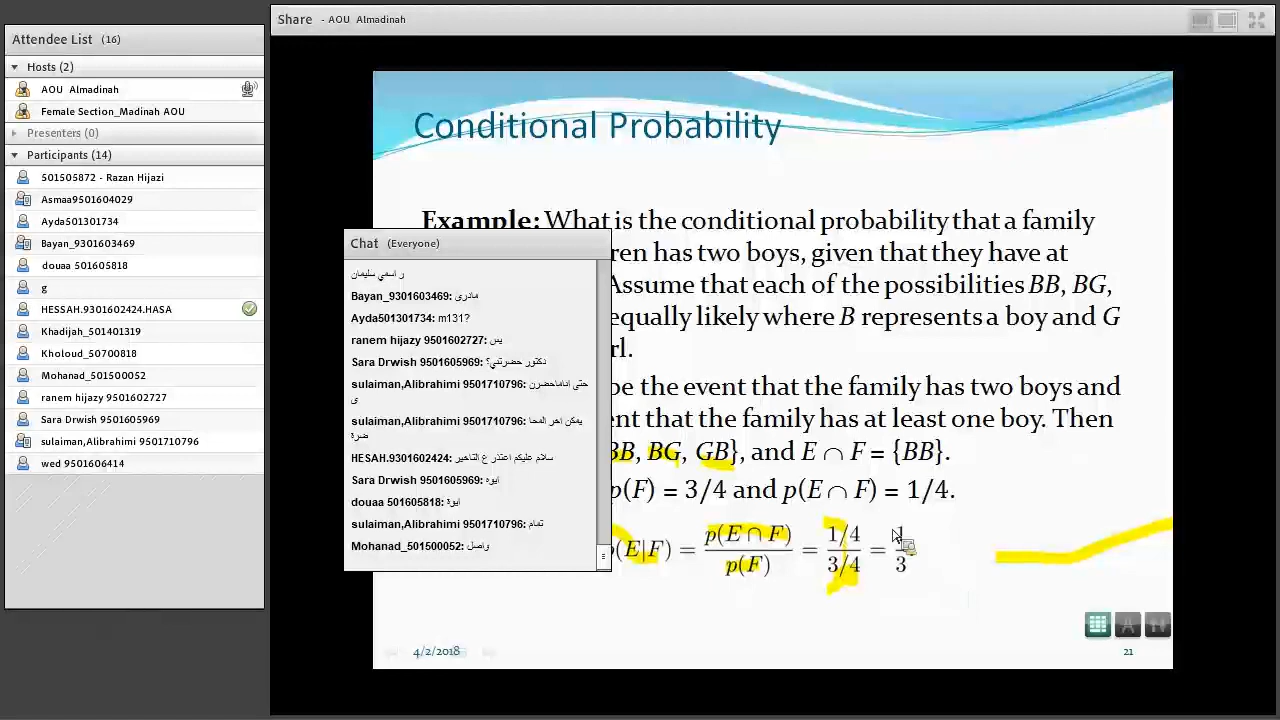 Share - AOU Almadinah
Attendee List (16)
Hosts (2)
AOU Almadinah
Female Section_Madinah AOU
Presenters (0)
Participants (14)
501505872 - Razan Hijazi
Asmaa9501604029
Ayda501301734
Bayan_9301603469
douaa 501605818
g
HESSAH.9301602424.HASA
Khadijah_501401319
Kholoud_50700818
Mohanad_501500052
ranem hijazy 9501602727
Sara Drwish 9501605969
sulaiman,Alibrahimi 9501710796
wed 9501606414
Chat (Everyone)
ر اسمي سليمان
Bayan_9301603469: مادرى
Ayda501301734: m131?
ranem hijazy 9501602727: يس
Sara Drwish 9501605969: دكتور حضرتني؟
sulaiman,Alibrahimi 9501710796: حتى اناماحضرن
ى
sulaiman,Alibrahimi 9501710796: يمكن اخر المحا
ضرة
HESAH.9301602424: سلام عليكم اعتذر ع التاخير
Sara Drwish 9501605969: ايوه
douaa 501605818: ايوة
sulaiman,Alibrahimi 9501710796: تمام
Mohanad_501500052: واصل
Conditional Probability
Example: What is the conditional probability that a family
ren has two boys, given that they have at
Assume that each of the possibilities BB, BG,
equally likely where B represents a boy and G
rl.
be the event that the family has two boys and
ent that the family has at least one boy. Then
BB, BG, GB}, and E ∩ F = {BB}.
p(F) = 3/4 and p(E ∩ F) = 1/4.
p(E|F) = p(E ∩ F) / p(F) = 1/4 / 3/4 = 1/3
4/2/2018
21